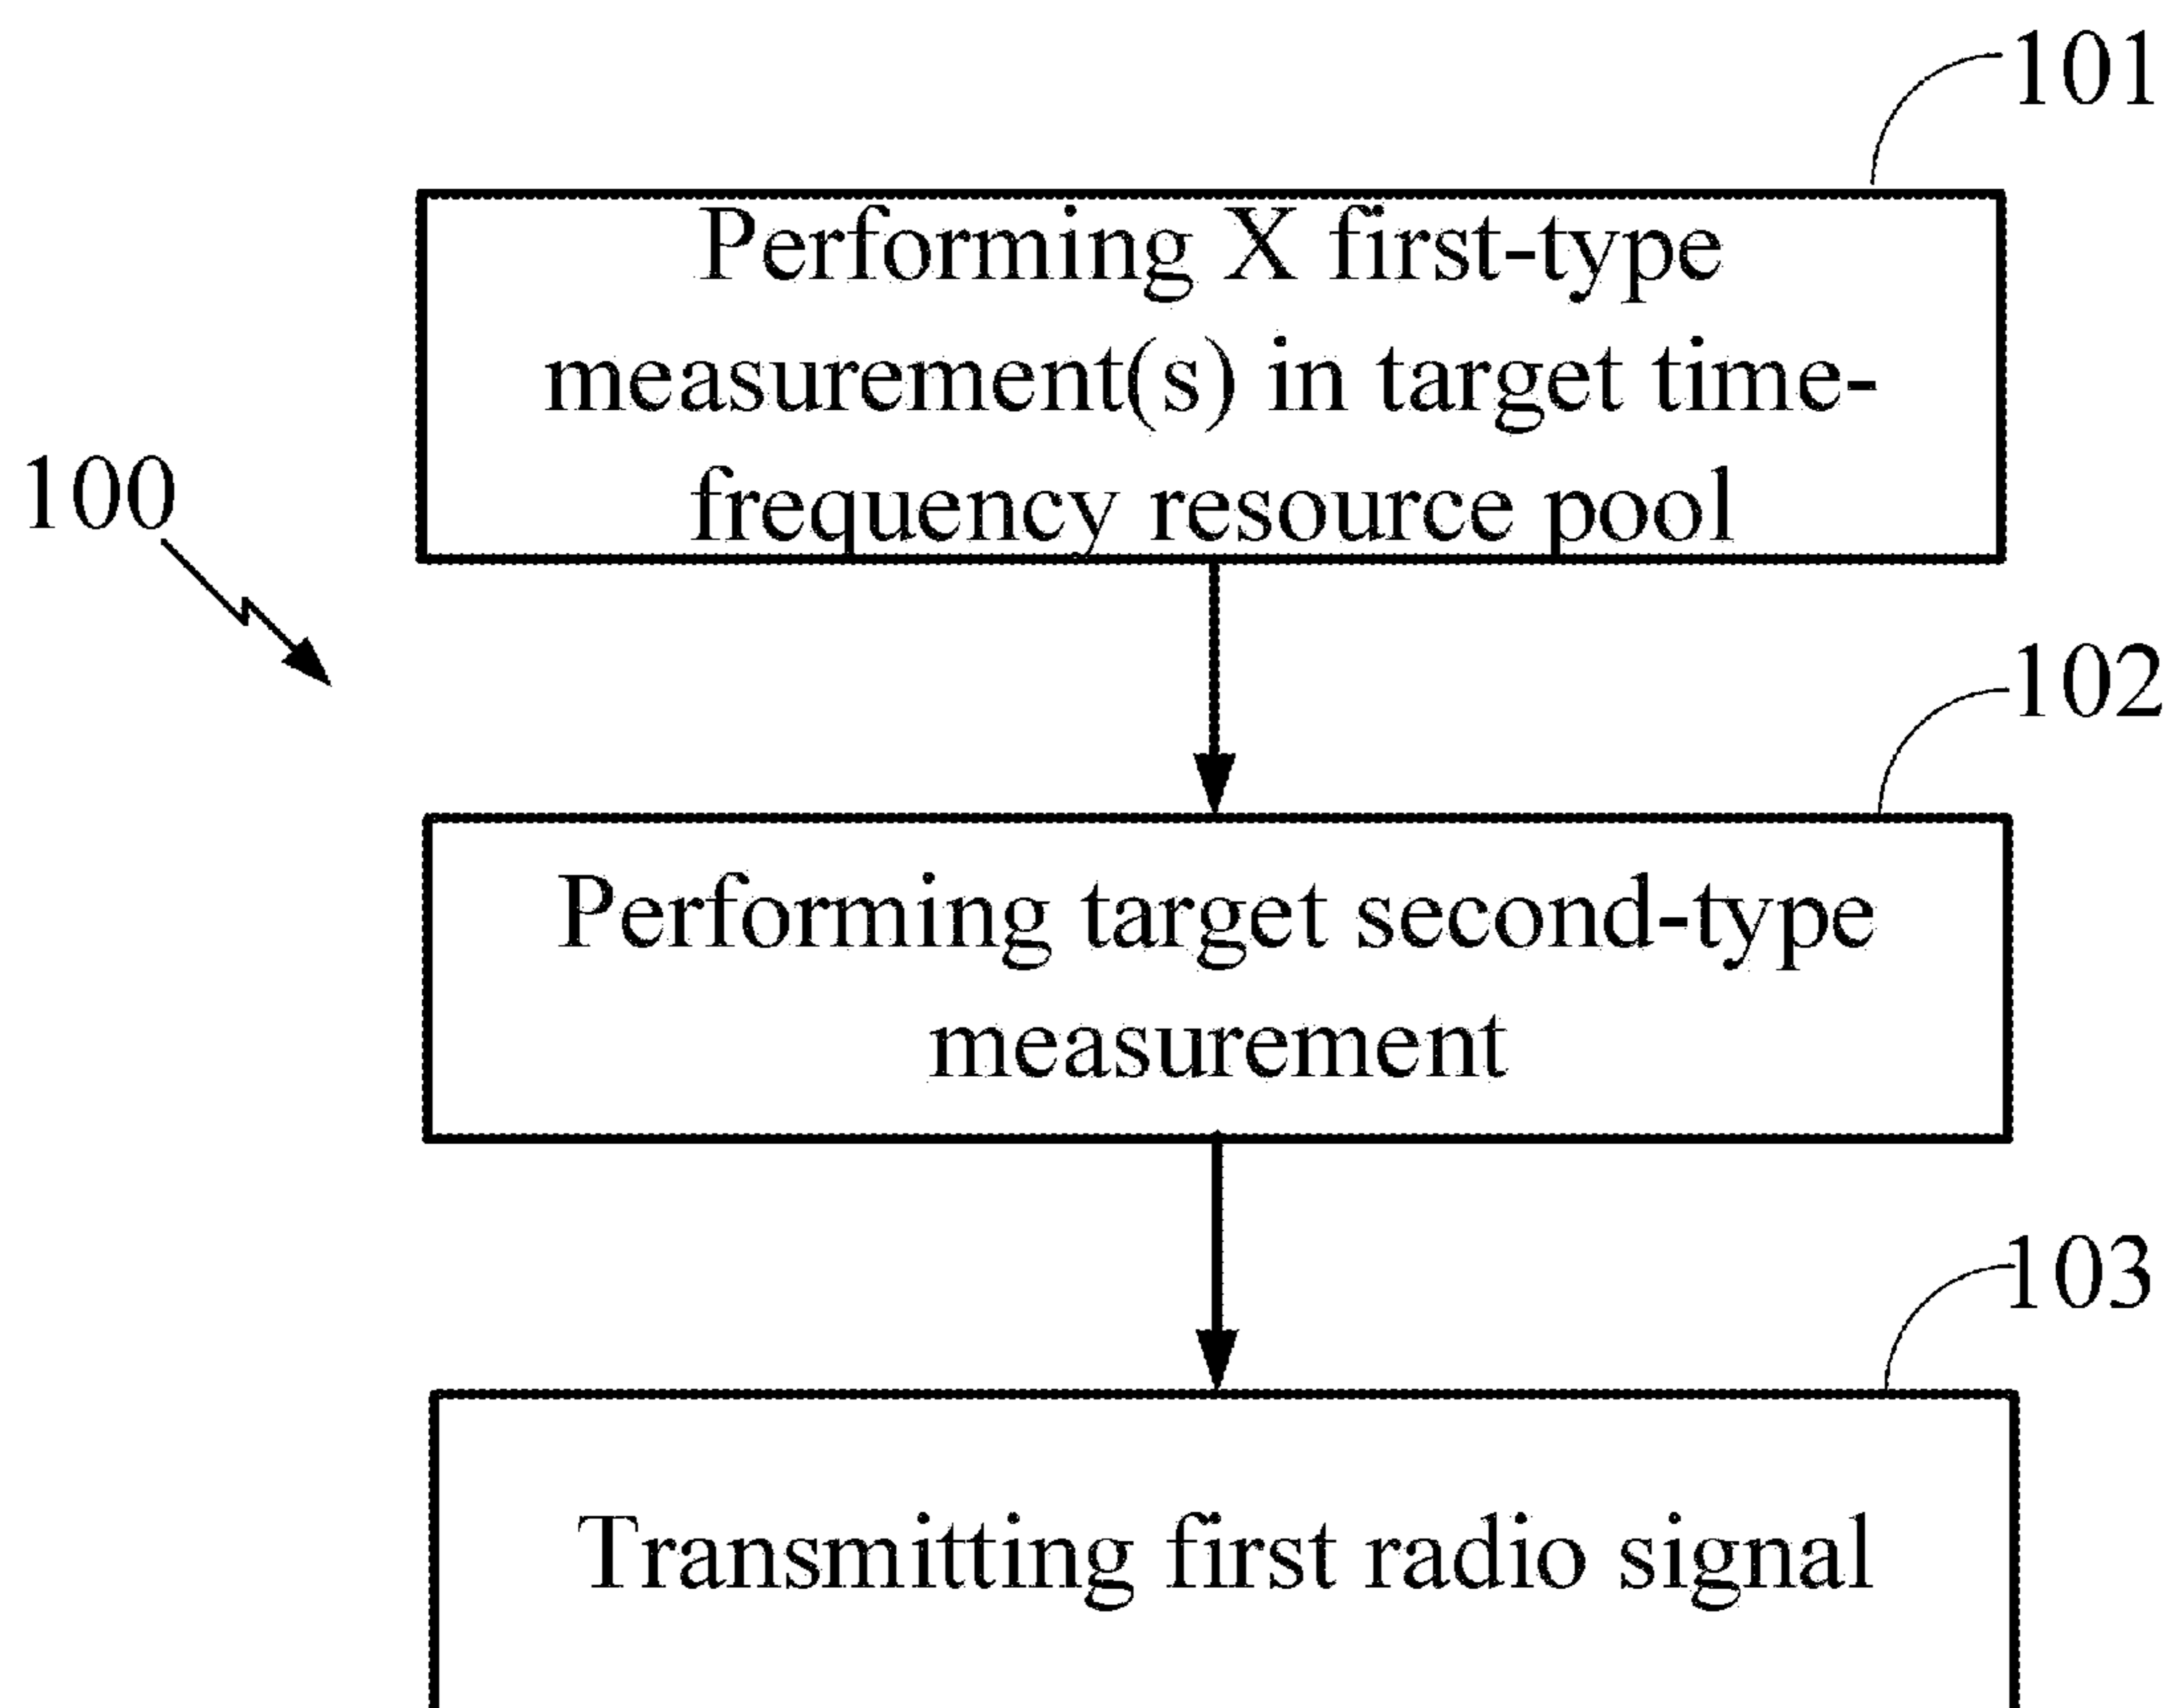 101
Performing X first-type
measurement(s) in target time-
frequency resource pool
100
102
Performing target second-type
measurement
103
Transmitting first radio signal